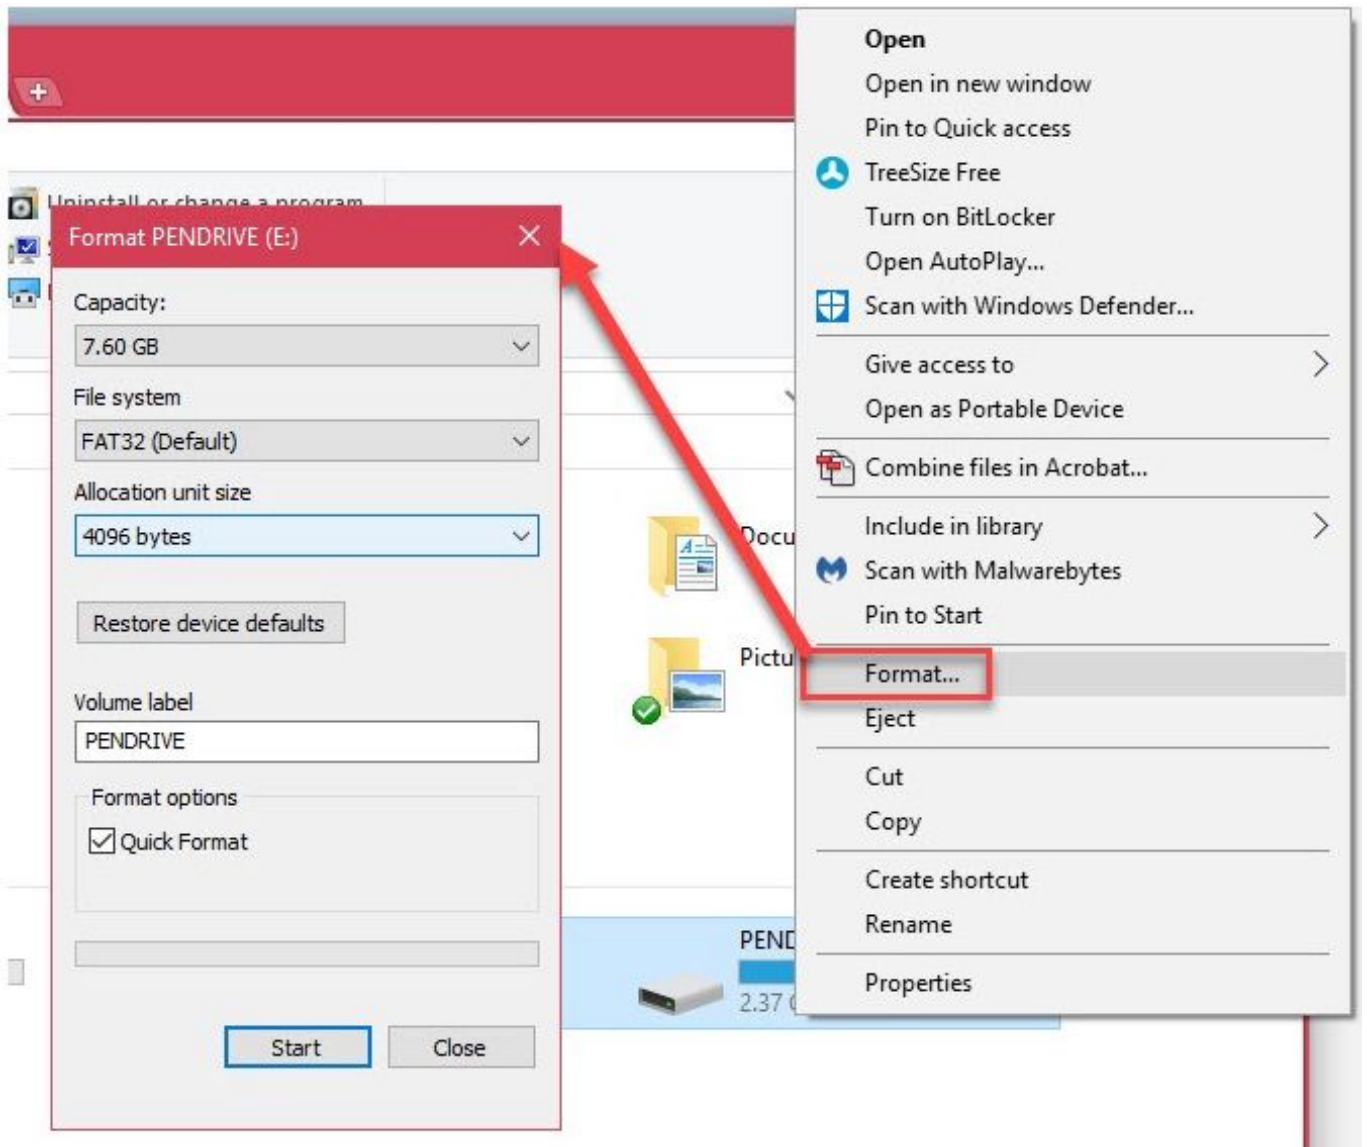 Uninstall or change a program
Format PENDRIVE (E:)
Capacity:
7.60 GB
File system
FAT32 (Default)
Allocation unit size
4096 bytes
Restore device defaults
Volume label
PENDRIVE
Format options
Quick Format
Start
Close
Docu
Pictu
PEND
2.37
Open
Open in new window
Pin to Quick access
TreeSize Free
Turn on BitLocker
Open AutoPlay...
Scan with Windows Defender...
Give access to
Open as Portable Device
Combine files in Acrobat...
Include in library
Scan with Malwarebytes
Pin to Start
Format...
Eject
Cut
Copy
Create shortcut
Rename
Properties